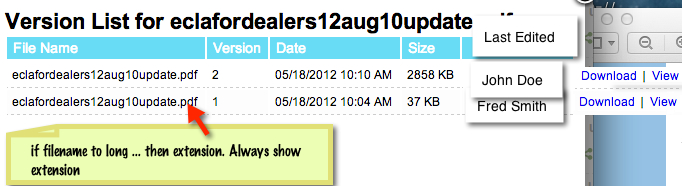 Version List for eclafordealers12aug10update.pdf
File Name Version Date Size Last Edited
eclafordealers12aug10update.pdf 2 05/18/2012 10:10 AM 2858 KB John Doe Download | View
eclafordealers12aug10update.pdf 1 05/18/2012 10:04 AM 37 KB Fred Smith Download | View
if filename to long ... then extension. Always show
extension